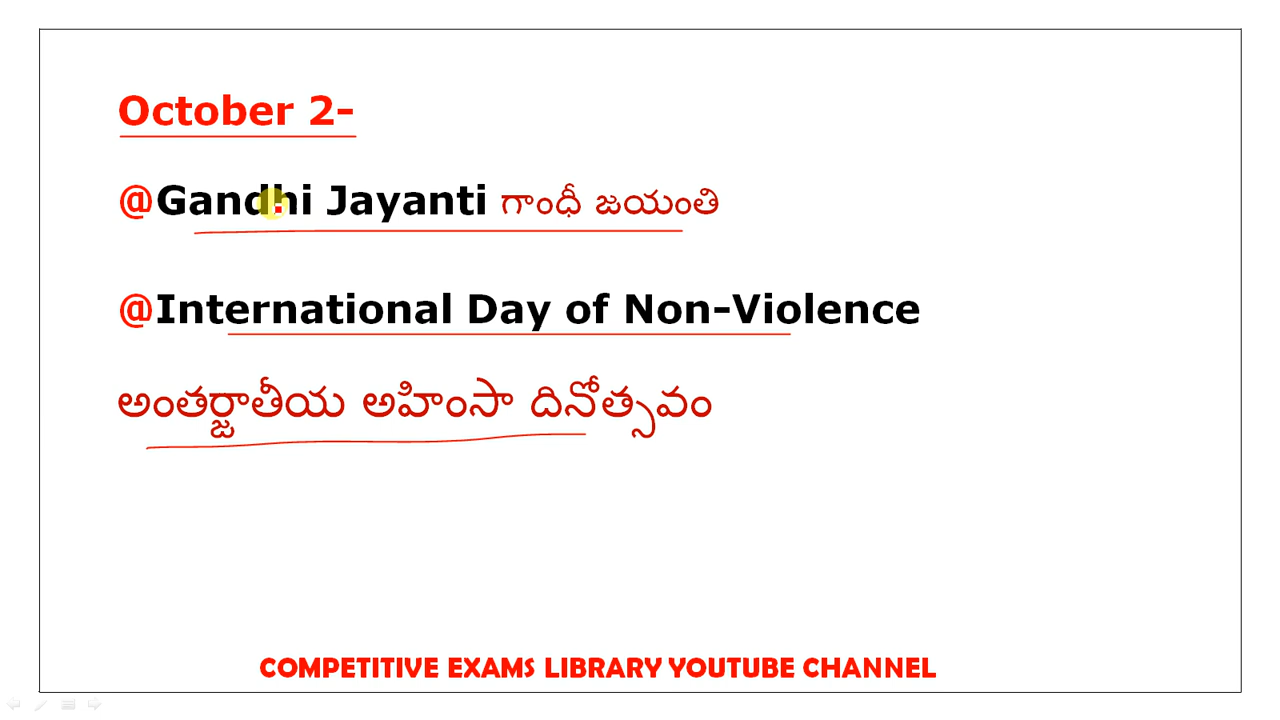 October 2-
@Gandhi Jayanti గాంధీ జయంతి
@International Day of Non-Violence
అంతర్జాతీయ అహింసా దినోత్సవం
COMPETITIVE EXAMS LIBRARY YOUTUBE CHANNEL